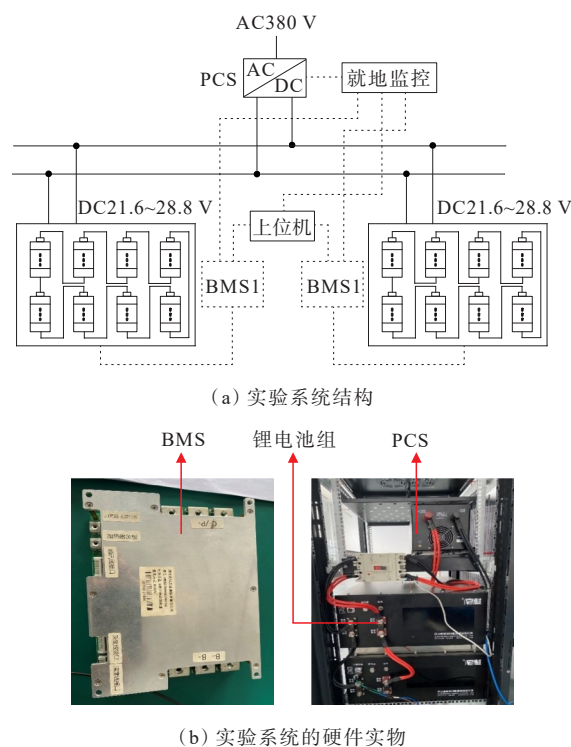 AC380 V
PCS
AC
DC
就地监控
DC21.6~28.8 V
DC21.6~28.8 V
上位机
BMS1
BMS1
（a）实验系统结构
BMS
锂电池组
PCS
（b）实验系统的硬件实物